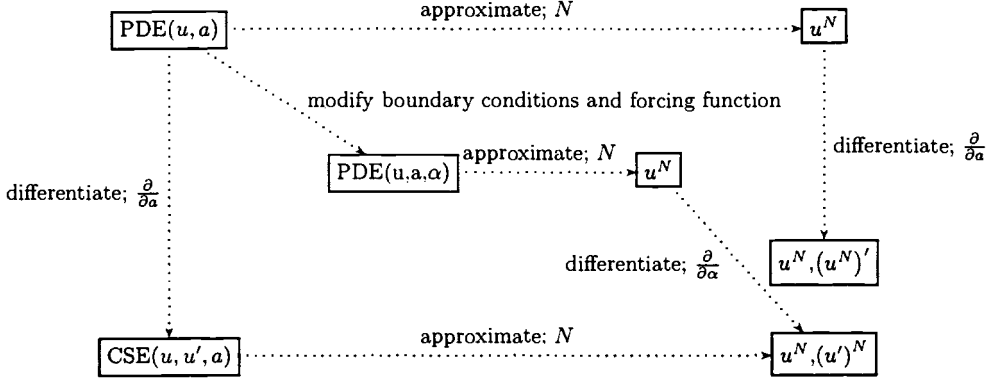 approximate; N
PDE(u, a)
u^N
modify boundary conditions and forcing function
approximate; N
differentiate; ∂/∂a
PDE(u,a,α)
u^N
differentiate; ∂/∂a
differentiate; ∂/∂α
u^N,(u^N)′
approximate; N
CSE(u, u′, a)
u^N,(u′)^N